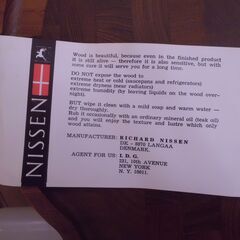 NISSEN
Wood is beautiful, because even in the finished product
it is still alive — therefore it is also sensitive, but with
some care it will serve you for a long time.
DO NOT expose the wood to
extreme heat or cold (saucepans and refrigerators)
extreme dryness (near radiators)
extreme humidity (by leaving liquids on the wood over-
night).
BUT wipe it clean with a mild soap and warm water —
dry thoroughly.
Rub it occasionally with an ordinary mineral oil (teak oil)
and you will enjoy the texture and lustre which only
wood attains.
MANUFACTURER: RICHARD NISSEN
DK - 8870 LANGAA
DENMARK.
AGENT FOR US: I. D. G.
221, 10th AVENUE
NEW YORK
N. Y. 10011.